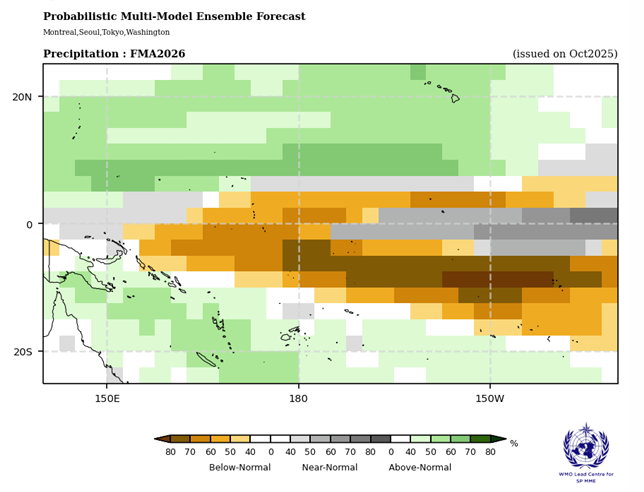 Probabilistic Multi-Model Ensemble Forecast
Montreal,Seoul,Tokyo,Washington
Precipitation : FMA2026 (issued on Oct2025)
20N
0
20S
150E 180 150W
80 70 60 50 40 0 40 50 60 70 80 0 40 50 60 70 80 %
Below-Normal Near-Normal Above-Normal
WMO Lead Centre for
SP MME